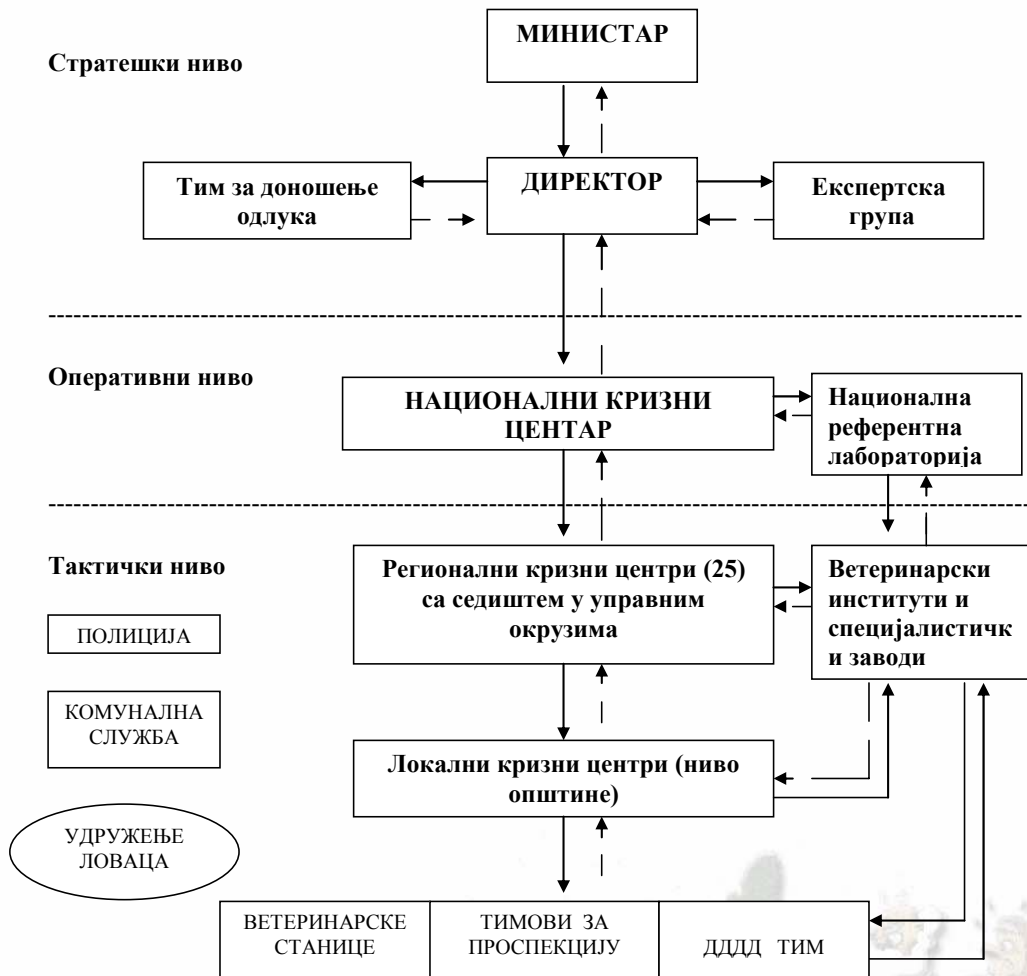 МИНИСТАР
Стратешки ниво
Тим за доношење
одлука
ДИРЕКТОР
Експертска
група
Оперативни ниво
НАЦИОНАЛНИ КРИЗНИ
ЦЕНТАР
Национална
референтна
лабораторија
Тактички ниво
Регионални кризни центри (25)
са седиштем у управним
окрузима
Ветеринарски
институти и
специјалистичк
и заводи
ПОЛИЦИЈА
КОМУНАЛНА
СЛУЖБА
Локални кризни центри (ниво
општине)
УДРУЖЕЊЕ
ЛОВАЦА
ВЕТЕРИНАРСКЕ
СТАНИЦЕ
ТИМОВИ ЗА
ПРОСПЕКЦИЈУ
ДДДД ТИМ